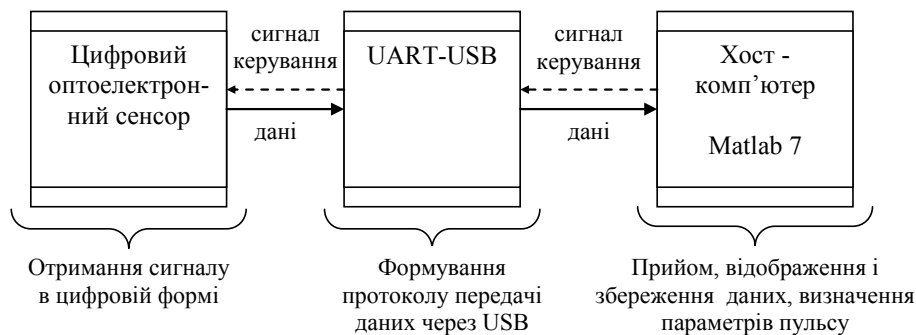 Цифровий
оптоелектрон-
ний сенсор
сигнал
керування
дані
UART-USB
сигнал
керування
дані
Хост -
комп’ютер
Matlab 7
Отримання сигналу
в цифровій формі
Формування
протоколу передачі
даних через USB
Прийом, відображення і
збереження даних, визначення
параметрів пульсу